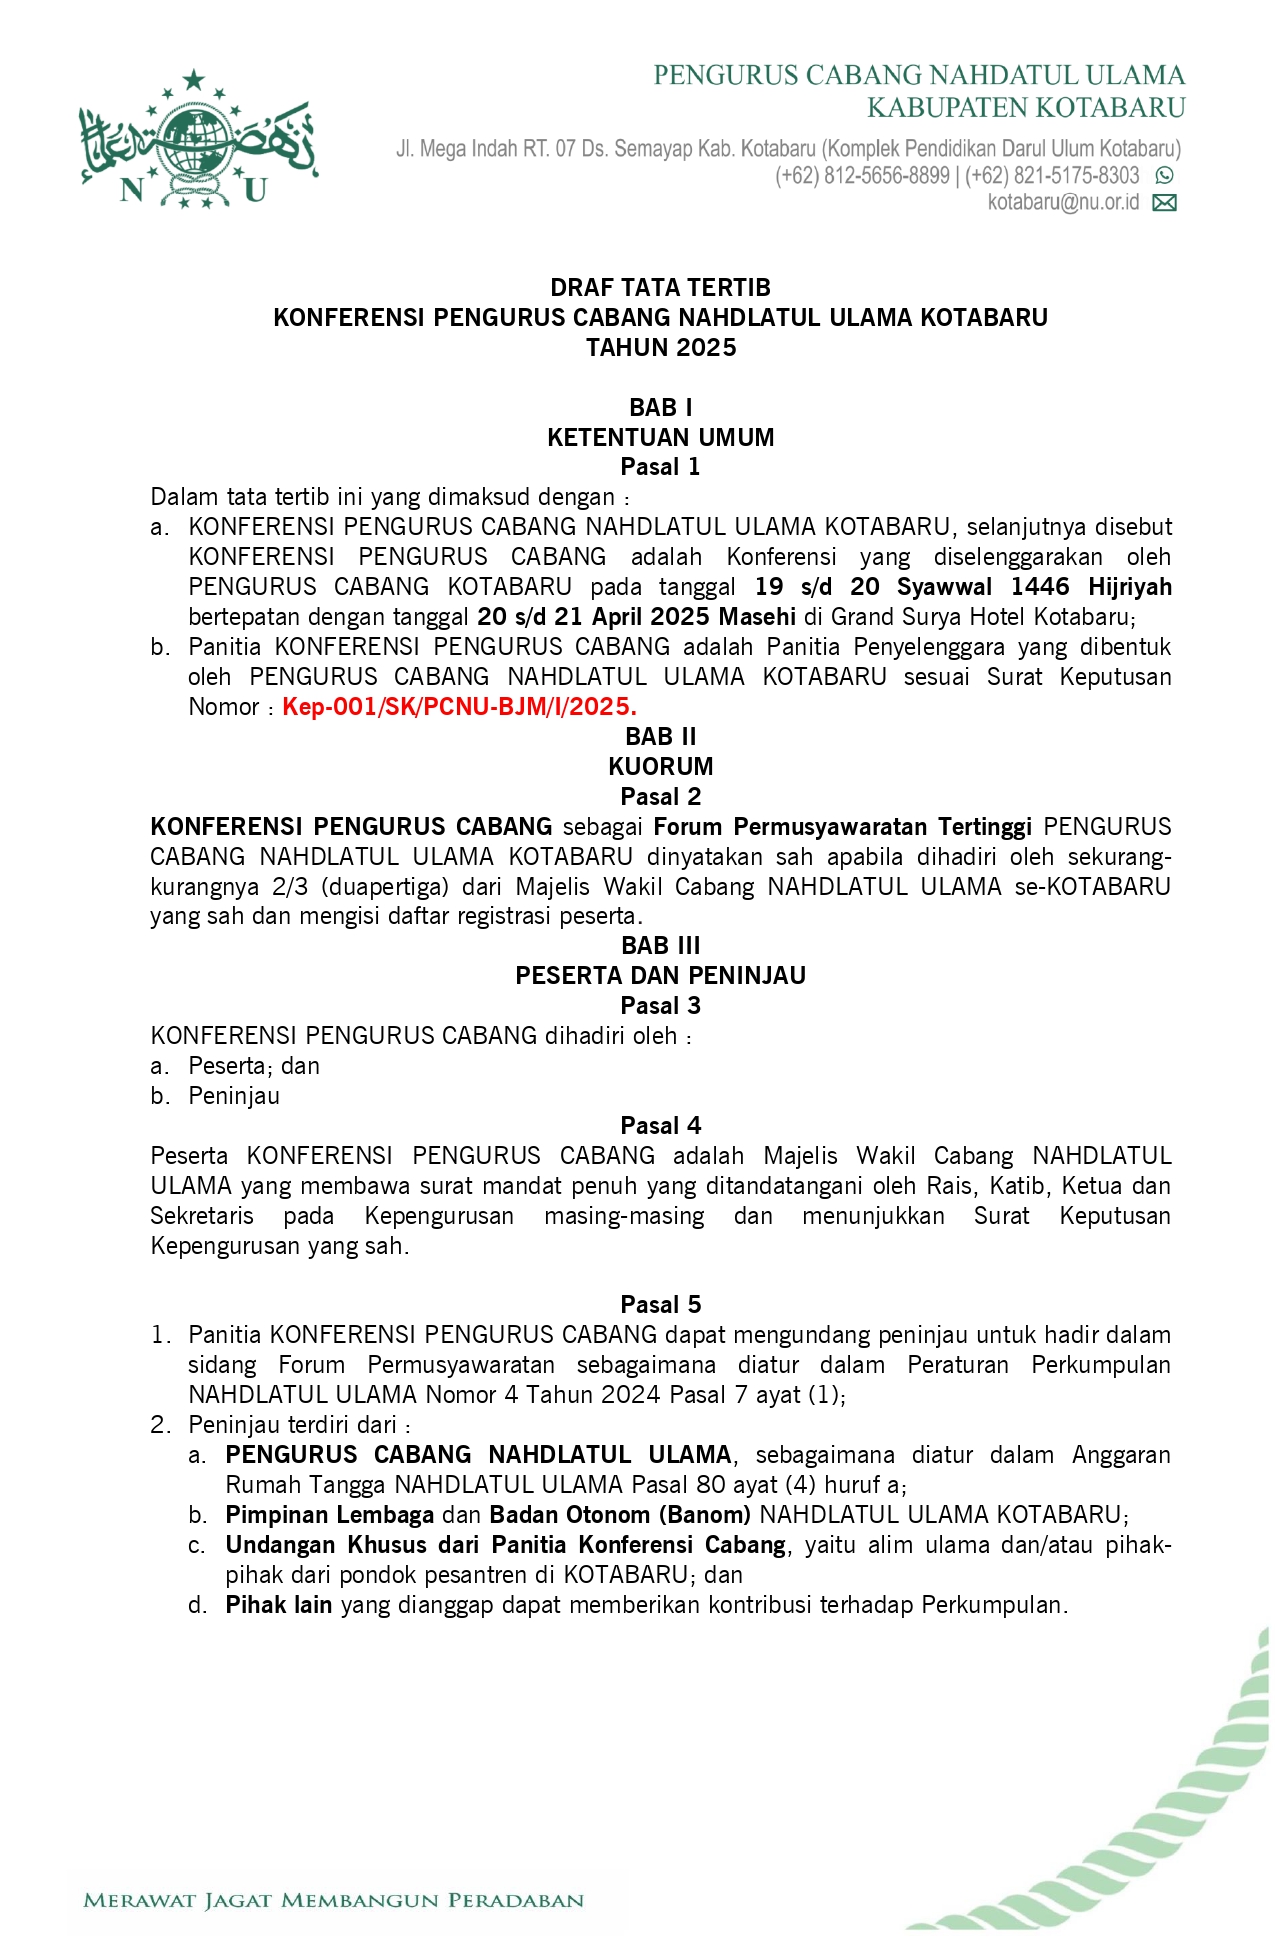 PENGURUS CABANG NAHDATUL ULAMA
KABUPATEN KOTABARU
Jl. Mega Indah RT. 07 Ds. Semayap Kab. Kotabaru (Komplek Pendidikan Darul Ulum Kotabaru)
(+62) 812-5656-8899 | (+62) 821-5175-8303
kotabaru@nu.or.id
N U
DRAF TATA TERTIB
KONFERENSI PENGURUS CABANG NAHDLATUL ULAMA KOTABARU
TAHUN 2025
BAB I
KETENTUAN UMUM
Pasal 1
Dalam tata tertib ini yang dimaksud dengan :
a. KONFERENSI PENGURUS CABANG NAHDLATUL ULAMA KOTABARU, selanjutnya disebut
KONFERENSI PENGURUS CABANG adalah Konferensi yang diselenggarakan oleh
PENGURUS CABANG KOTABARU pada tanggal 19 s/d 20 Syawwal 1446 Hijriyah
bertepatan dengan tanggal 20 s/d 21 April 2025 Masehi di Grand Surya Hotel Kotabaru;
b. Panitia KONFERENSI PENGURUS CABANG adalah Panitia Penyelenggara yang dibentuk
oleh PENGURUS CABANG NAHDLATUL ULAMA KOTABARU sesuai Surat Keputusan
Nomor : Kep-001/SK/PCNU-BJM/I/2025.
BAB II
KUORUM
Pasal 2
KONFERENSI PENGURUS CABANG sebagai Forum Permusyawaratan Tertinggi PENGURUS
CABANG NAHDLATUL ULAMA KOTABARU dinyatakan sah apabila dihadiri oleh sekurang-
kurangnya 2/3 (duapertiga) dari Majelis Wakil Cabang NAHDLATUL ULAMA se-KOTABARU
yang sah dan mengisi daftar registrasi peserta.
BAB III
PESERTA DAN PENINJAU
Pasal 3
KONFERENSI PENGURUS CABANG dihadiri oleh :
a. Peserta; dan
b. Peninjau
Pasal 4
Peserta KONFERENSI PENGURUS CABANG adalah Majelis Wakil Cabang NAHDLATUL
ULAMA yang membawa surat mandat penuh yang ditandatangani oleh Rais, Katib, Ketua dan
Sekretaris pada Kepengurusan masing-masing dan menunjukkan Surat Keputusan
Kepengurusan yang sah.
Pasal 5
1. Panitia KONFERENSI PENGURUS CABANG dapat mengundang peninjau untuk hadir dalam
sidang Forum Permusyawaratan sebagaimana diatur dalam Peraturan Perkumpulan
NAHDLATUL ULAMA Nomor 4 Tahun 2024 Pasal 7 ayat (1);
2. Peninjau terdiri dari :
a. PENGURUS CABANG NAHDLATUL ULAMA, sebagaimana diatur dalam Anggaran
Rumah Tangga NAHDLATUL ULAMA Pasal 80 ayat (4) huruf a;
b. Pimpinan Lembaga dan Badan Otonom (Banom) NAHDLATUL ULAMA KOTABARU;
c. Undangan Khusus dari Panitia Konferensi Cabang, yaitu alim ulama dan/atau pihak-
pihak dari pondok pesantren di KOTABARU; dan
d. Pihak lain yang dianggap dapat memberikan kontribusi terhadap Perkumpulan.
MERAWAT JAGAT MEMBANGUN PERADABAN